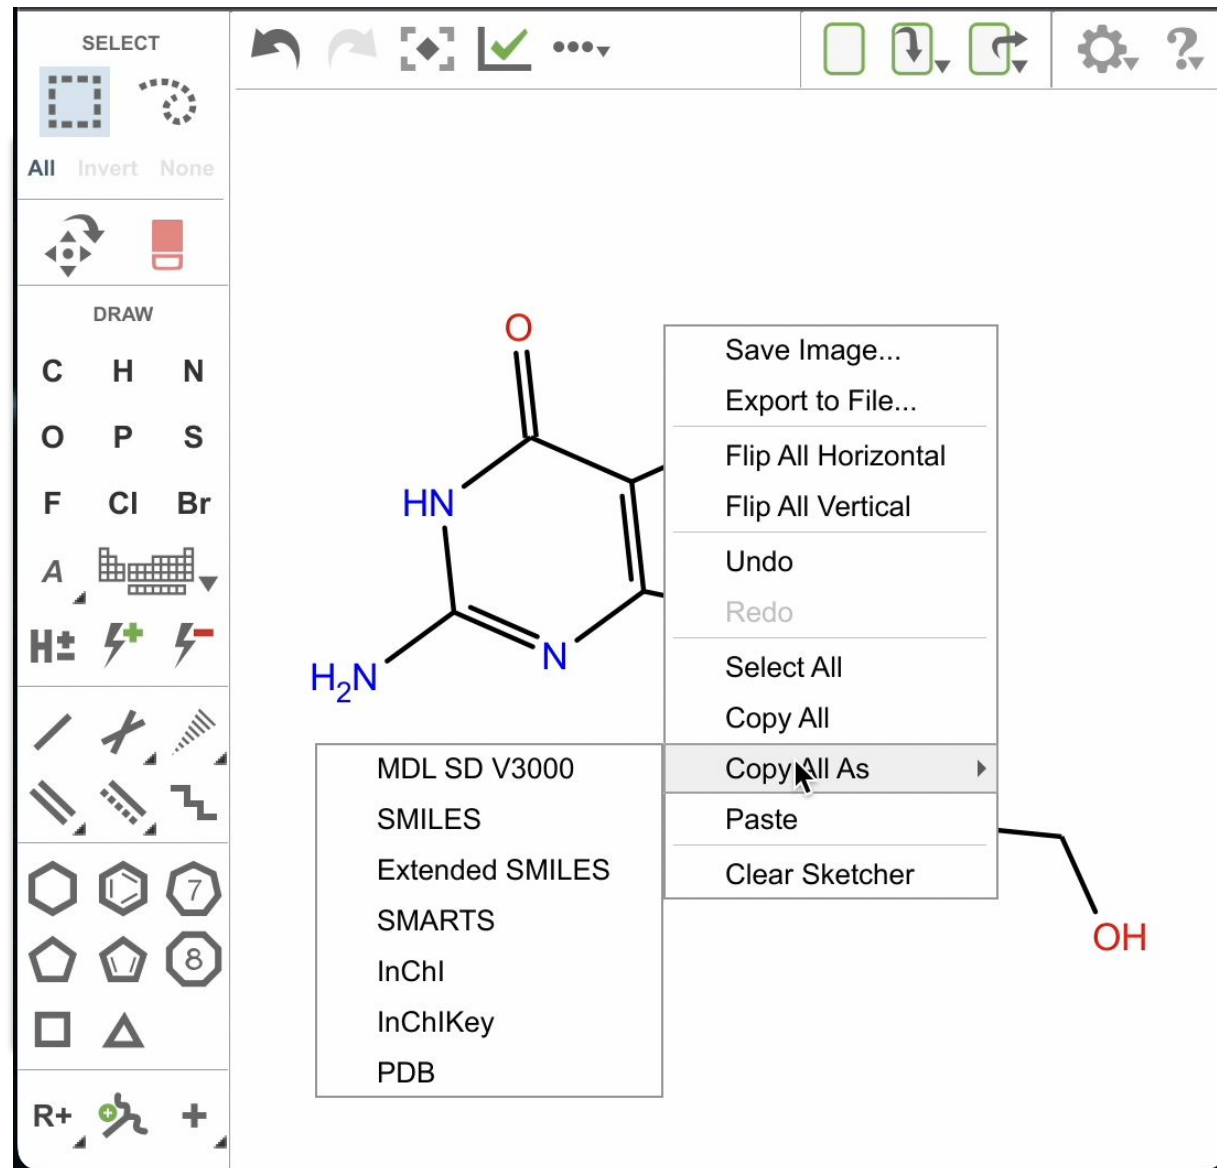 SELECT
All Invert None
DRAW
C H N
O P S
F Cl Br
A
H±
7
8
R+
O
HN
N
H₂N
OH
Save Image...
Export to File...
Flip All Horizontal
Flip All Vertical
Undo
Redo
Select All
Copy All
Copy All As
Paste
Clear Sketcher
MDL SD V3000
SMILES
Extended SMILES
SMARTS
InChI
InChIKey
PDB